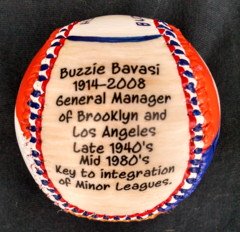 Buzzie Bavasi
1914-2008
General Manager
of Brooklyn and
Los Angeles
Late 1940's
Mid 1980's
Key to integration
of Minor Leagues.